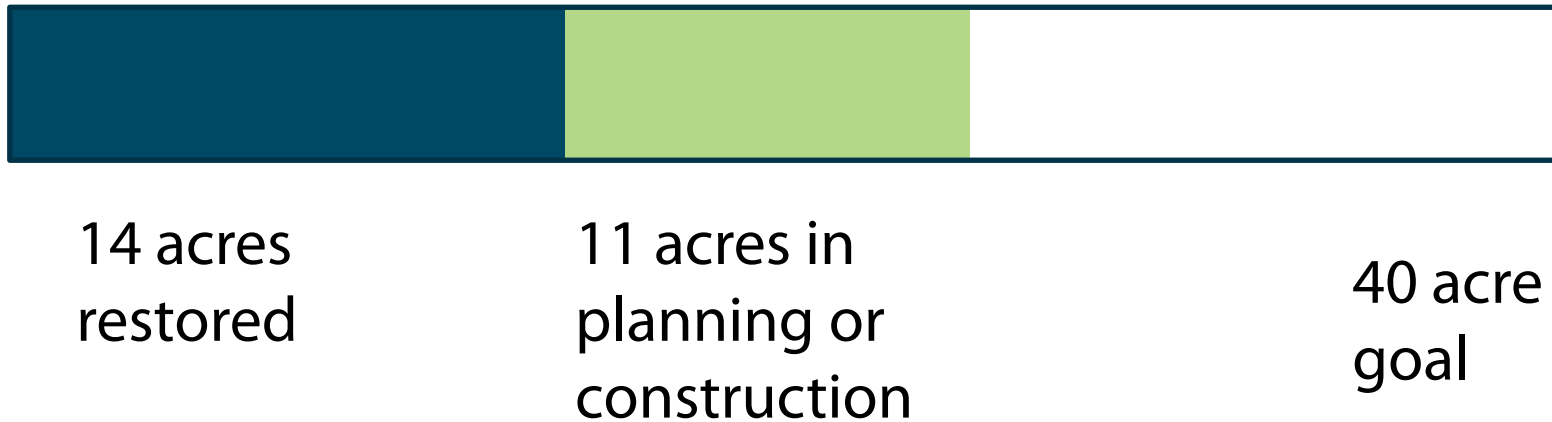 14 acres
restored
11 acres in
planning or
construction
40 acre
goal